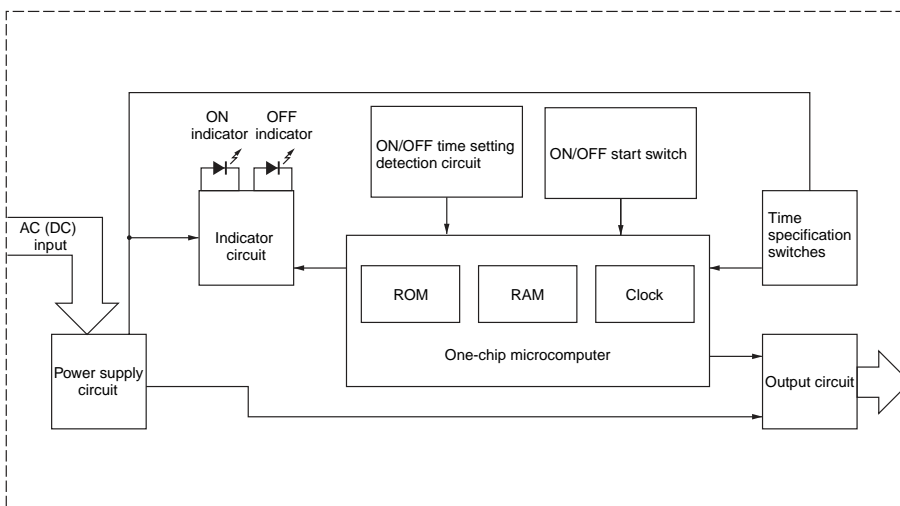 ON
indicator
OFF
indicator
ON/OFF time setting
detection circuit
ON/OFF start switch
AC (DC)
input
Indicator
circuit
Time
specification
switches
ROM
RAM
Clock
One-chip microcomputer
Power supply
circuit
Output circuit